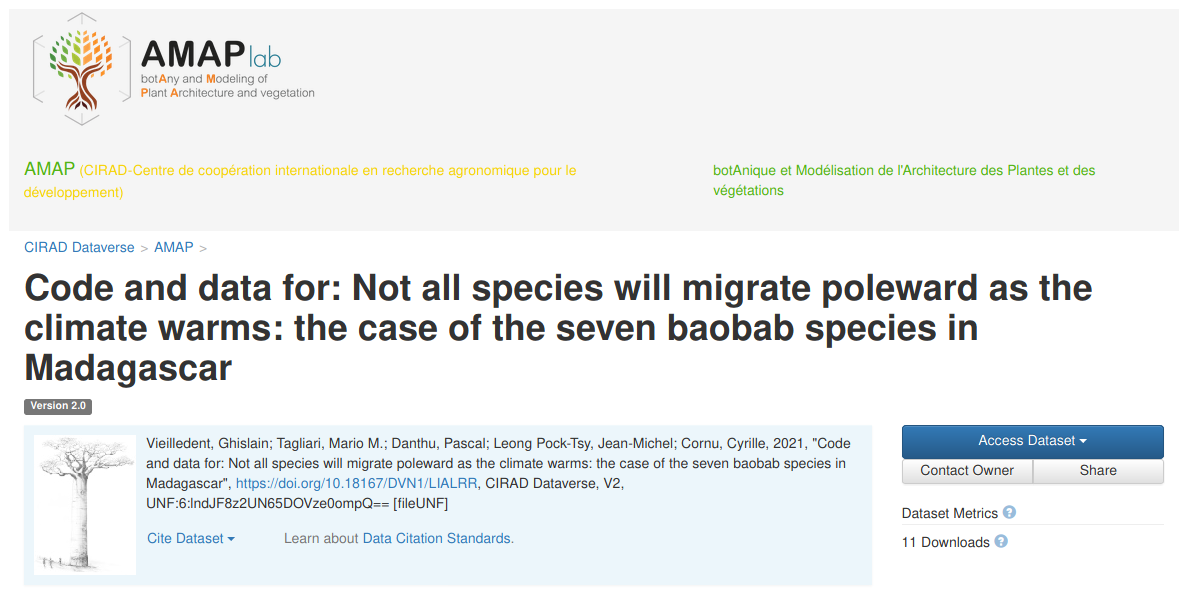 AMAPlab
botAny and Modeling of
Plant Architecture and vegetation
AMAP (CIRAD-Centre de coopération internationale en recherche agronomique pour le
développement)
botAnique et Modélisation de l'Architecture des Plantes et des
végétations
CIRAD Dataverse > AMAP >
Code and data for: Not all species will migrate poleward as the
climate warms: the case of the seven baobab species in
Madagascar
Version 2.0
Vieilledent, Ghislain; Tagliari, Mario M.; Danthu, Pascal; Leong Pock-Tsy, Jean-Michel; Cornu, Cyrille, 2021, "Code
and data for: Not all species will migrate poleward as the climate warms: the case of the seven baobab species in
Madagascar", https://doi.org/10.18167/DVN1/LIALRR, CIRAD Dataverse, V2,
UNF:6:lndJF8z2UN65DOVze0ompQ== [fileUNF]
Cite Dataset
Learn about Data Citation Standards.
Access Dataset
Contact Owner
Share
Dataset Metrics
11 Downloads